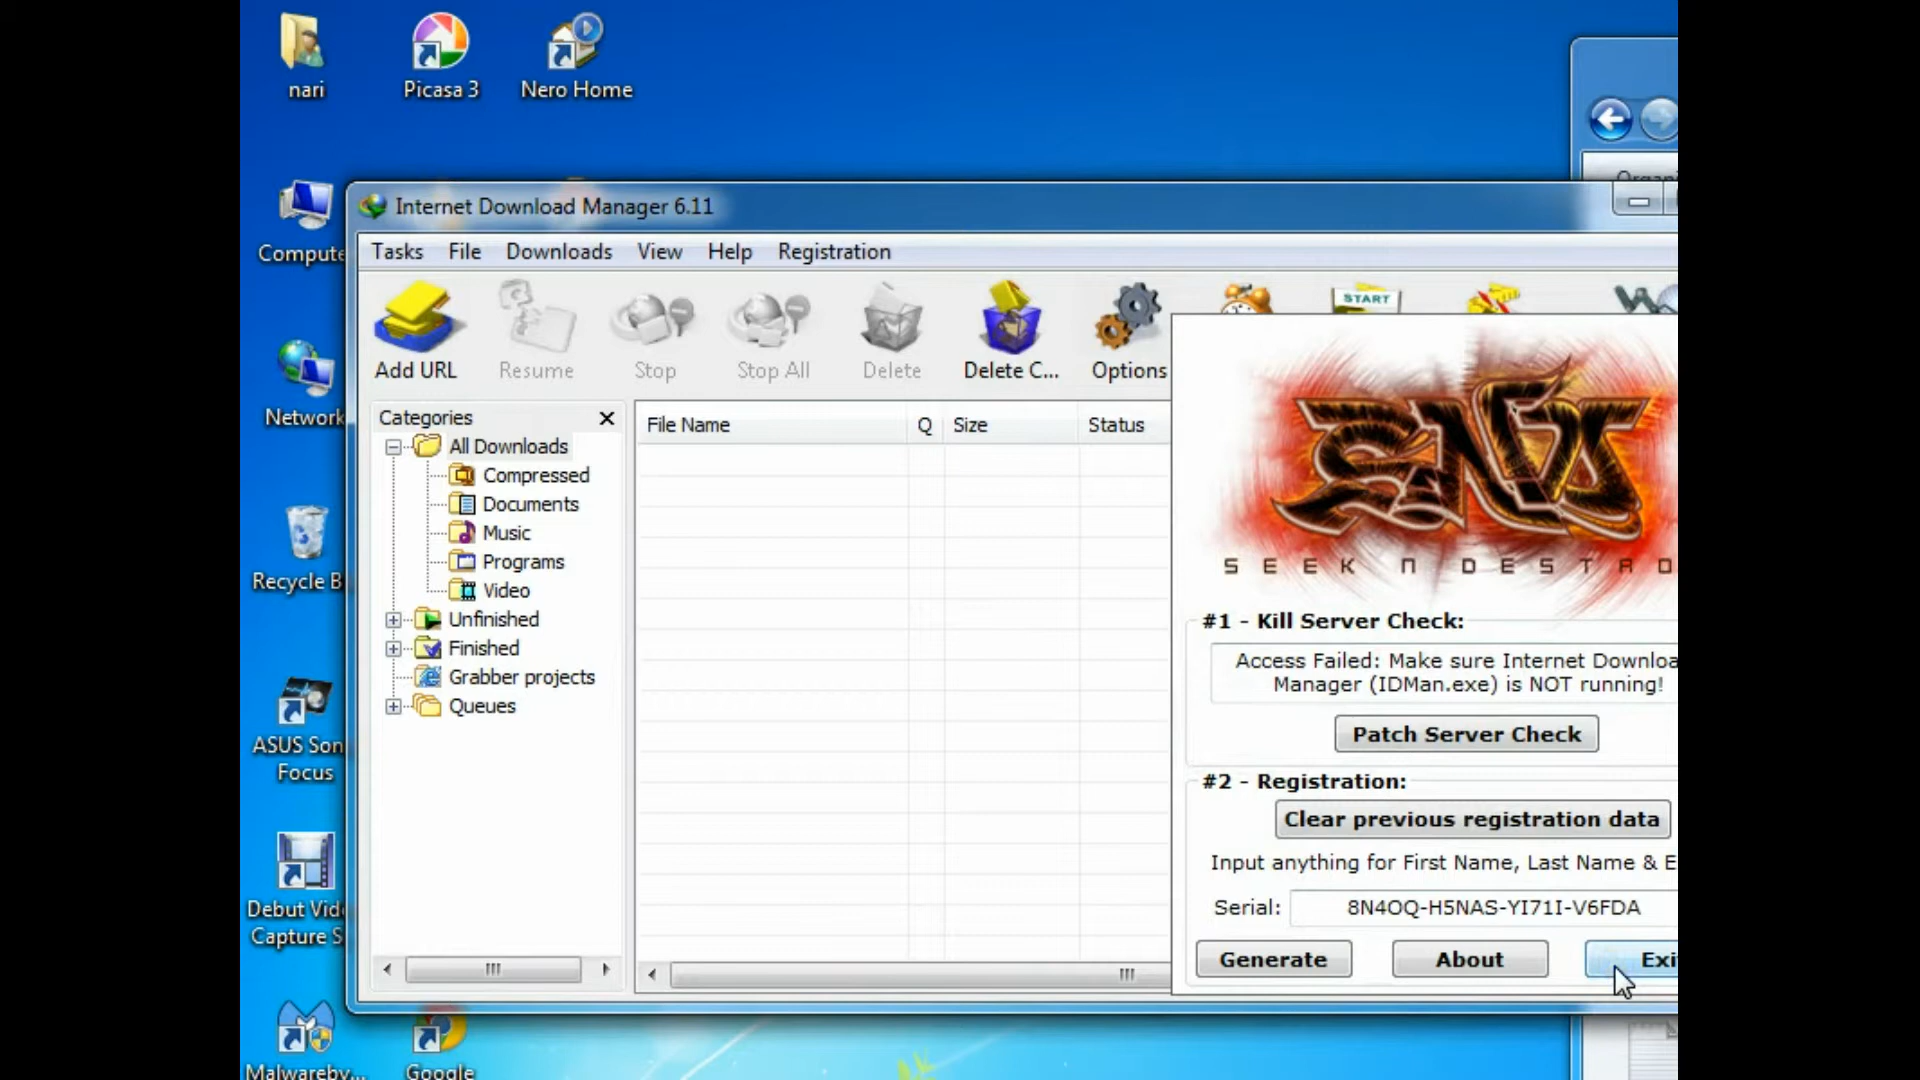 nari
Picasa 3
Nero Home
Compute
Network
Recycle B
ASUS Son
Focus
Debut Vid
Capture S
Malwareby...
Google
Internet Download Manager 6.11
Tasks File Downloads View Help Registration
Add URL Resume Stop Stop All Delete Delete C... Options
START
Categories
All Downloads
Compressed
Documents
Music
Programs
Video
Unfinished
Finished
Grabber projects
Queues
File Name Q Size Status
SND
SEEK N DESTRO
#1 - Kill Server Check:
Access Failed: Make sure Internet Downloa
Manager (IDMan.exe) is NOT running!
Patch Server Check
#2 - Registration:
Clear previous registration data
Input anything for First Name, Last Name & E
Serial: 8N4OQ-H5NAS-YI71I-V6FDA
Generate About Exi